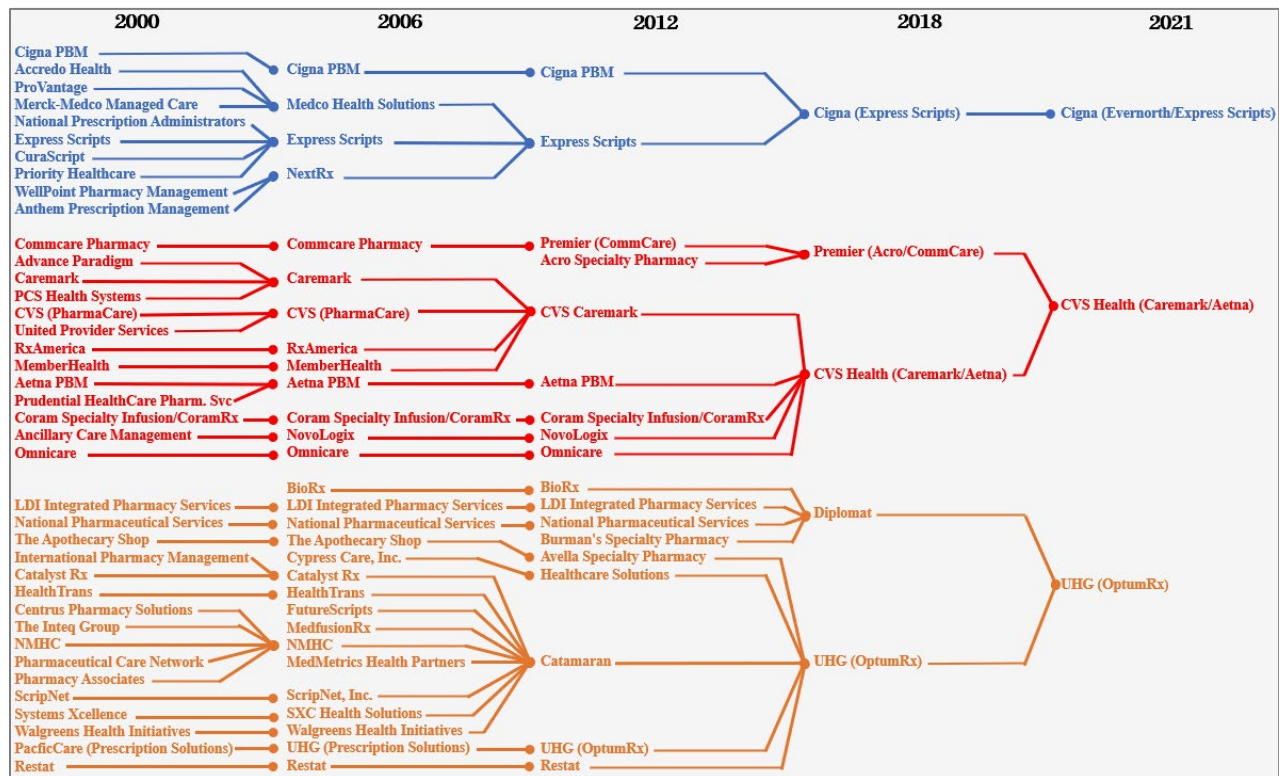 2000 2006 2012 2018 2021
Cigna PBM
Accredo Health
ProVantage
Merck-Medco Managed Care
National Prescription Administrators
Express Scripts
CuraScript
Priority Healthcare
WellPoint Pharmacy Management
Anthem Prescription Management
Cigna PBM
Medco Health Solutions
Express Scripts
NextRx
Cigna PBM
Express Scripts
Cigna (Express Scripts)
Cigna (Evernorth/Express Scripts)
Commcare Pharmacy
Advance Paradigm
Caremark
PCS Health Systems
CVS (PharmaCare)
United Provider Services
RxAmerica
MemberHealth
Aetna PBM
Prudential HealthCare Pharm. Svc
Coram Specialty Infusion/CoramRx
Ancillary Care Management
Omnicare
Commcare Pharmacy
Caremark
CVS (PharmaCare)
RxAmerica
MemberHealth
Aetna PBM
Coram Specialty Infusion/CoramRx
NovoLogix
Omnicare
Premier (CommCare)
Acro Specialty Pharmacy
CVS Caremark
Aetna PBM
Coram Specialty Infusion/CoramRx
NovoLogix
Omnicare
Premier (Acro/CommCare)
CVS Health (Caremark/Aetna)
CVS Health (Caremark/Aetna)
LDI Integrated Pharmacy Services
National Pharmaceutical Services
The Apothecary Shop
International Pharmacy Management
Catalyst Rx
HealthTrans
Centrus Pharmacy Solutions
The Inteq Group
NMHC
Pharmaceutical Care Network
Pharmacy Associates
ScripNet
Systems Xcellence
Walgreens Health Initiatives
PacficCare (Prescription Solutions)
Restat
BioRx
LDI Integrated Pharmacy Services
National Pharmaceutical Services
The Apothecary Shop
Cypress Care, Inc.
Catalyst Rx
HealthTrans
FutureScripts
MedfusionRx
NMHC
MedMetrics Health Partners
ScripNet, Inc.
SXC Health Solutions
Walgreens Health Initiatives
UHG (Prescription Solutions)
Restat
BioRx
LDI Integrated Pharmacy Services
National Pharmaceutical Services
Burman's Specialty Pharmacy
Avella Specialty Pharmacy
Healthcare Solutions
Catamaran
UHG (OptumRx)
Restat
Diplomat
UHG (OptumRx)
UHG (OptumRx)